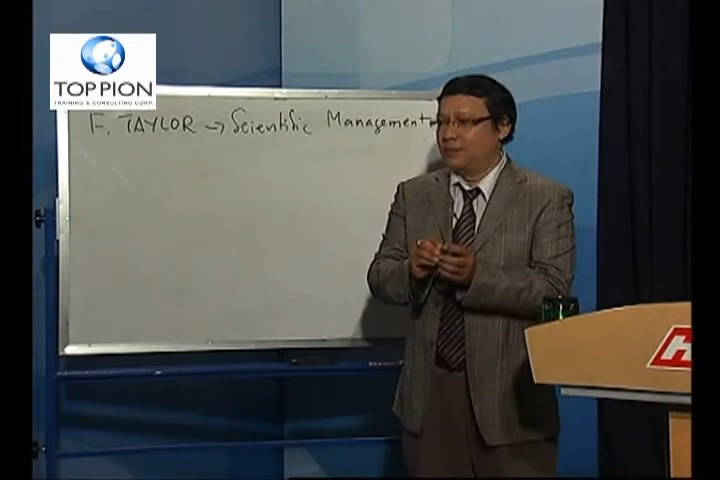 TOPPION
TRAINING & CONSULTING CORP.
F. TAYLOR → Scientific Management
H